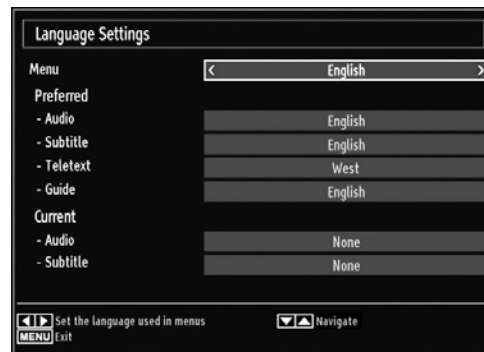 Language Settings
Menu < English >
Preferred
- Audio English
- Subtitle English
- Teletext West
- Guide English
Current
- Audio None
- Subtitle None
Set the language used in menus Navigate
MENU Exit